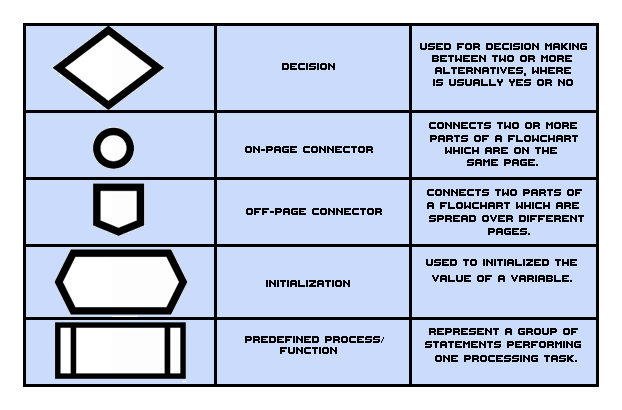 DECISION
USED FOR DECISION MAKING
BETWEEN TWO OR MORE
ALTERNATIVES, WHERE
IS USUALLY YES OR NO
ON-PAGE CONNECTOR
CONNECTS TWO OR MORE
PARTS OF A FLOWCHART
WHICH ARE ON THE
SAME PAGE.
OFF-PAGE CONNECTOR
CONNECTS TWO PARTS OF
A FLOWCHART WHICH ARE
SPREAD OVER DIFFERENT
PAGES.
INITIALIZATION
USED TO INITIALIZED THE
VALUE OF A VARIABLE.
PREDEFINED PROCESS/
FUNCTION
REPRESENT A GROUP OF
STATEMENTS PERFORMING
ONE PROCESSING TASK.